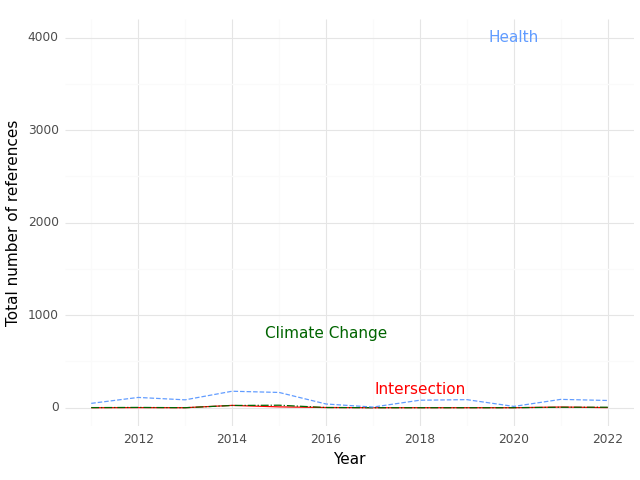 Total number of references
4000
3000
2000
1000
0
Health
Climate Change
Intersection
2012
2014
2016
2018
2020
2022
Year